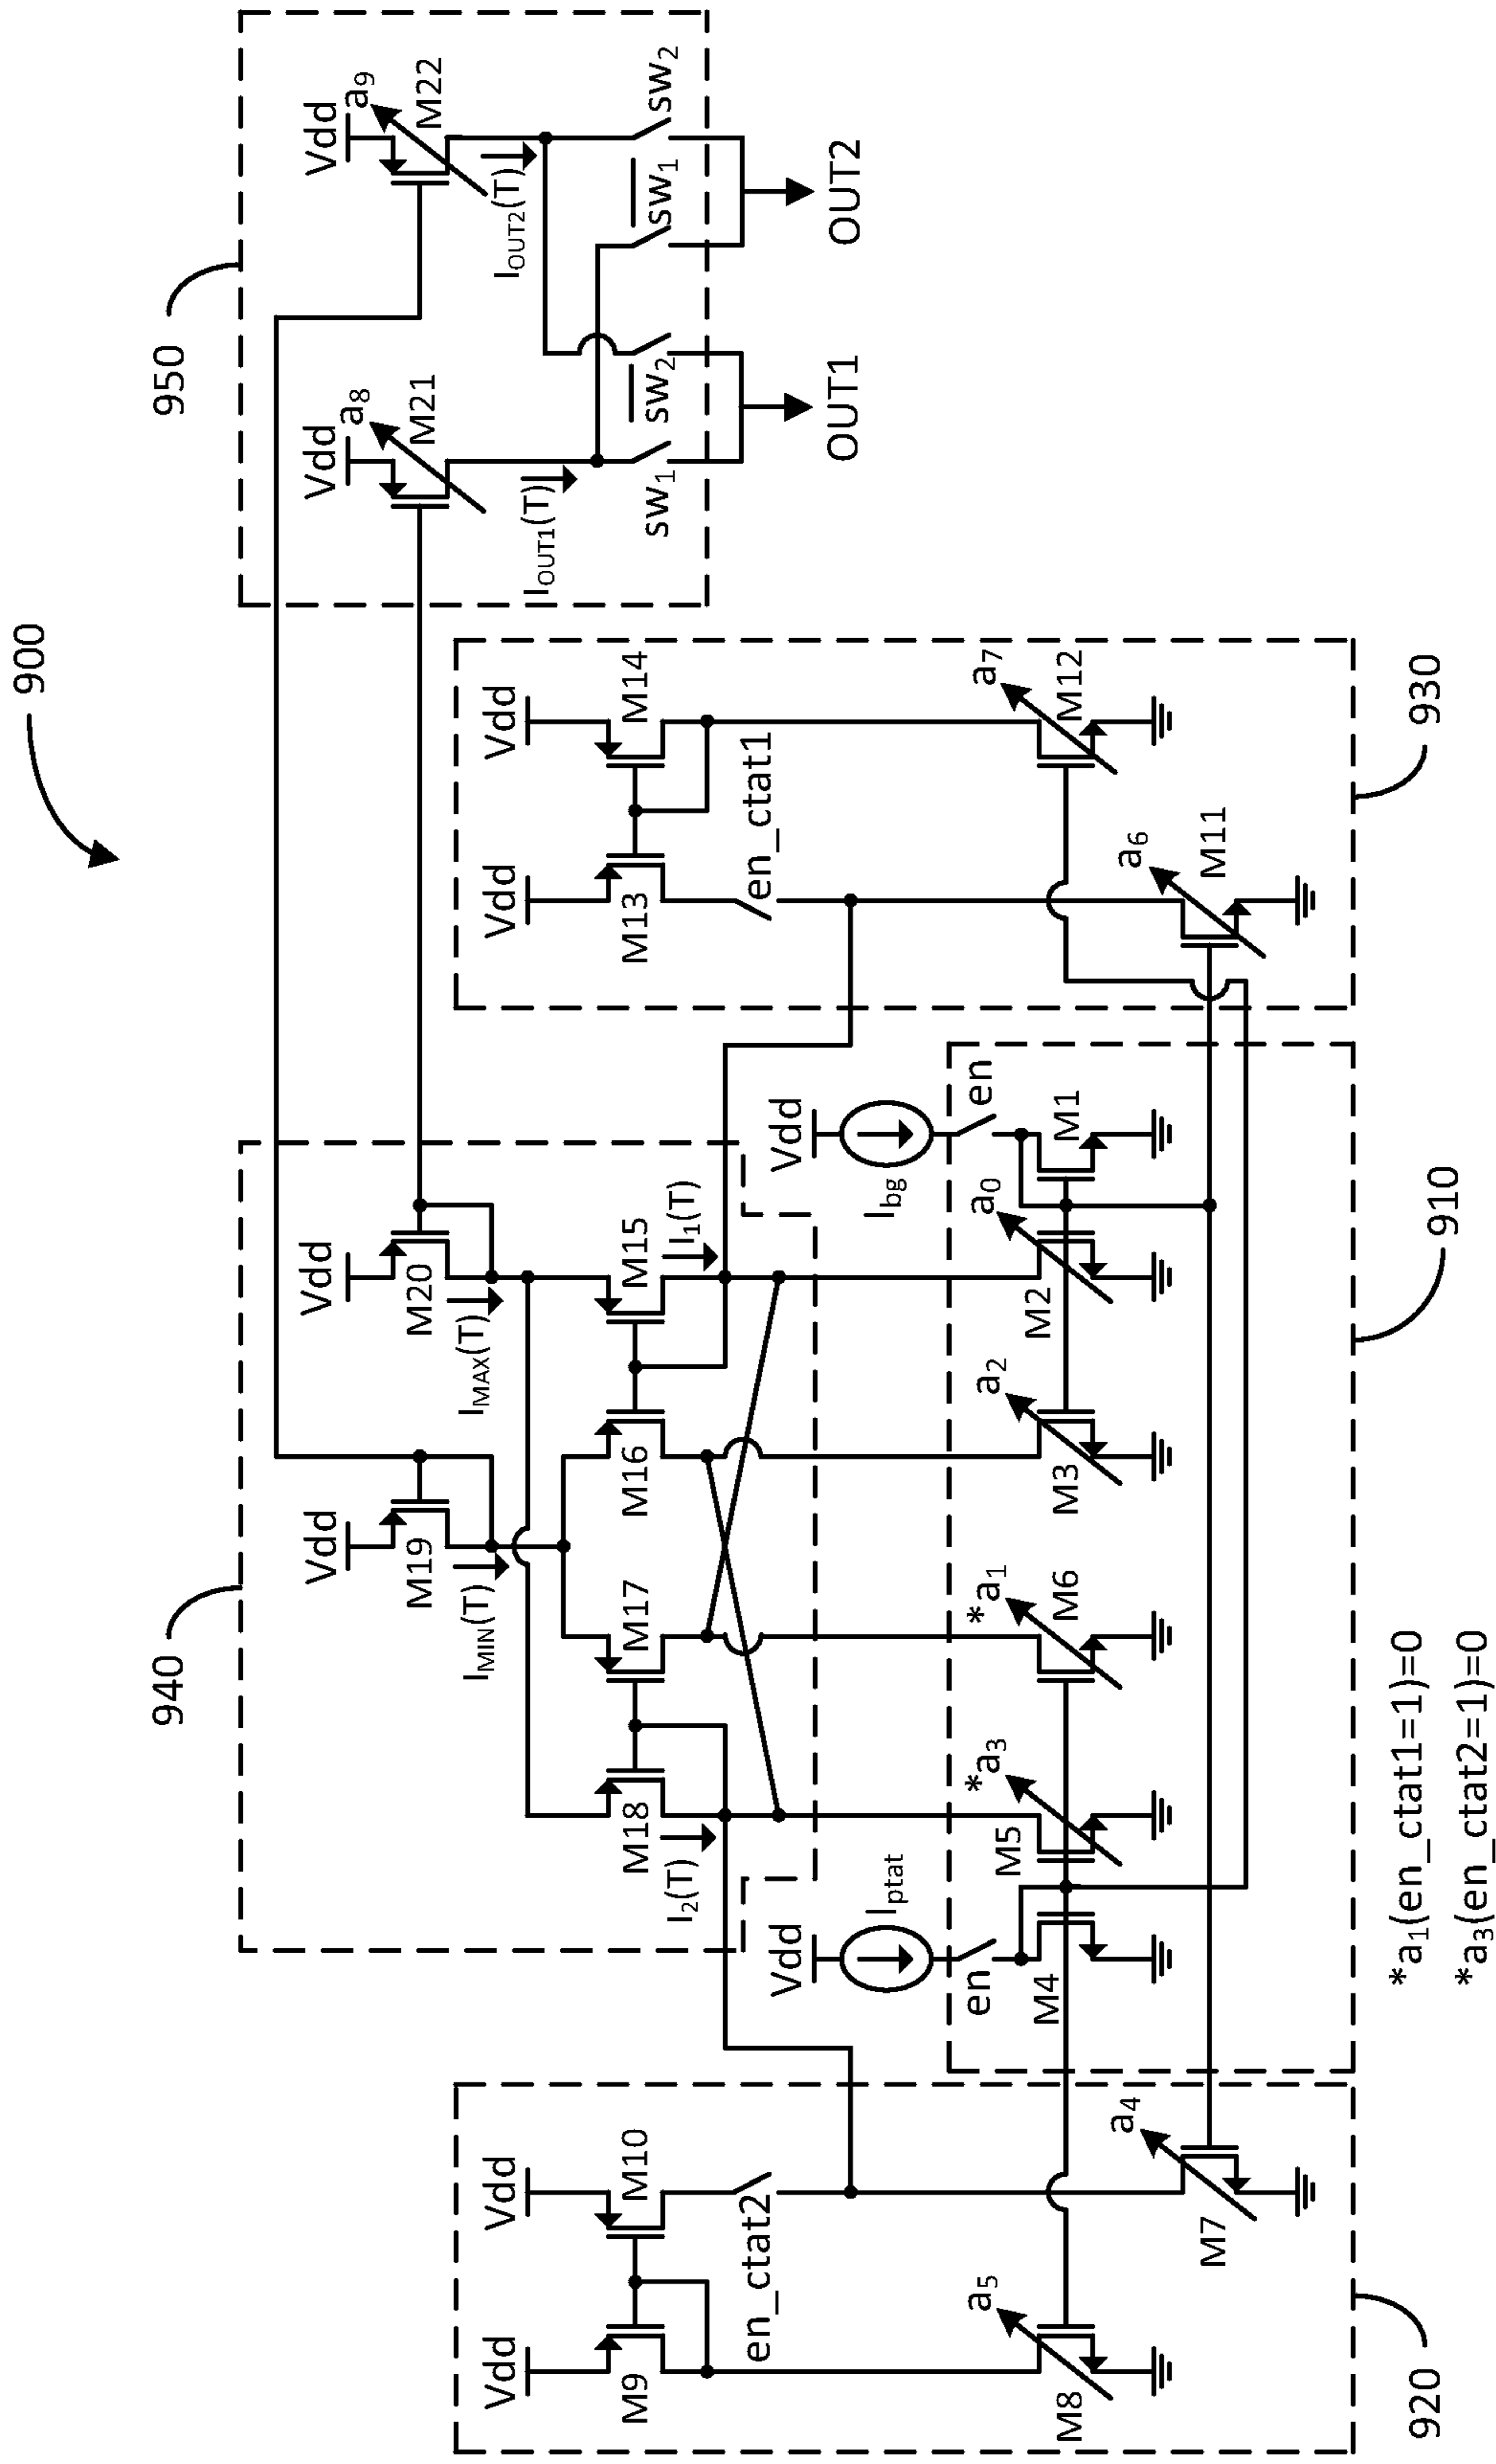 900
950
Vdd
a8
M21
IOUT1(T)
Vdd
a9
M22
IOUT2(T)
sw1
sw2
sw1
sw2
OUT1
OUT2
940
Vdd
M19
IMIN(T)
Vdd
M20
IMAX(T)
M18
I2(T)
M17
M16
M15
I1(T)
Vdd
M9
Vdd
M10
en_ctat2
a5
M8
a4
M7
920
Vdd
Iptat
en
M4
M5
*a3
*a1
M6
a2
M3
a0
M2
Vdd
Ibg
en
M1
910
Vdd
M13
Vdd
M14
en_ctat1
a7
M12
a6
M11
930
*a1(en_ctat1=1)=0
*a3(en_ctat2=1)=0